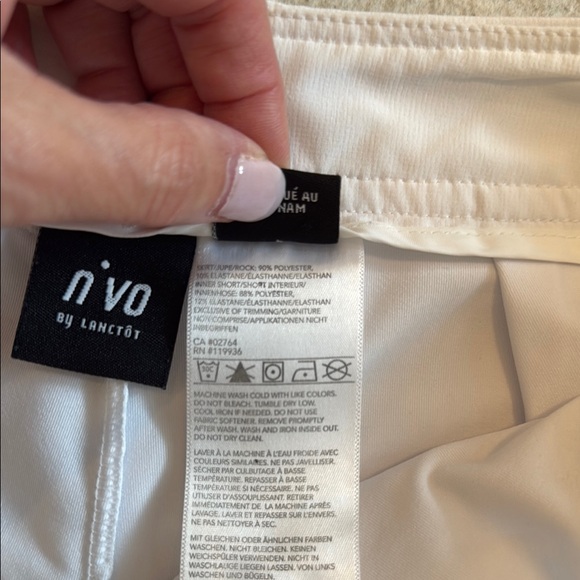 UÉ AU
NAM
nivo
BY LANCTÔT
SKIRT/JUPE/ROCK: 90% POLYESTER,
10% ELASTANE/ÉLASTHANNE/ELASTHAN
INNER SHORT/SHORT INTERIEUR/
INNENHOSE: 88% POLYESTER,
12% ELASTANE/ÉLASTHANNE/ELASTHAN
EXCLUSIVE OF TRIMMING/GARNITURE
NON COMPRISE/APPLIKATIONEN NICHT
INBEGRIFFEN
CA #02764
RN #119936
30C
MACHINE WASH COLD WITH LIKE COLORS.
DO NOT BLEACH. TUMBLE DRY LOW.
COOL IRON IF NEEDED. DO NOT USE
FABRIC SOFTENER. REMOVE PROMPTLY
AFTER WASH. WASH AND IRON INSIDE OUT.
DO NOT DRY CLEAN.
LAVER À LA MACHINE À L'EAU FROIDE AVEC
COULEURS SIMILAIRES. NE PAS JAVELLISER.
SÉCHER PAR CULBUTAGE À BASSE
TEMPÉRATURE. REPASSER À BASSE
TEMPÉRATURE SI NÉCESSAIRE. NE PAS
UTILISER D'ASSOUPLISSANT. RETIRER
IMMÉDIATEMENT DE LA MACHINE APRÈS
LAVAGE. LAVER ET REPASSER SUR L'ENVERS.
NE PAS NETTOYER À SEC.
MIT GLEICHEN ODER ÄHNLICHEN FARBEN
WASCHEN. NICHT BLEICHEN. KEINEN
WEICHSPÜLER VERWENDEN. NICHT IN
WASCHLAUGE LIEGEN LASSEN. VON LINKS
WASCHEN UND BÜGELN.